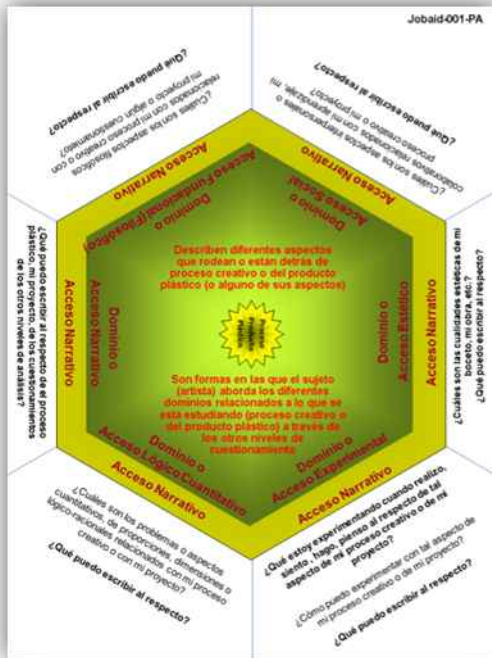 Jobaid-001-PA
¿Cuáles son los aspectos filosóficos
relacionados con mi proceso creativo o con
mi proyecto o algún cuestionamiento?
¿Qué puedo escribir al respecto?
¿Cuáles son los aspectos interpersonales o
colaborativos relacionados con mi aprendizaje, mi
proceso creativo o mi proyecto?
¿Qué puedo escribir al respecto?
Acceso Narrativo
Dominio o
Acceso Fundacional (Filosófico)
Acceso Narrativo
Dominio o
Acceso Social
¿Qué puedo escribir al respecto de el proceso
plástico, mi proyecto, de los cuestionamientos
de los otros niveles de análisis?
Acceso Narrativo
Dominio o
Acceso Narrativo
Describen diferentes aspectos
que rodean o están detrás de
proceso creativo o del producto
plástico (o alguno de sus aspectos)
Proceso
Producto
Plástico
Son formas en las que el sujeto
(artista) aborda los diferentes
dominios relacionados a lo que se
está estudiando (proceso creativo o
del producto plástico) a través de
los otros niveles de
cuestionamiento
Dominio o
Acceso Estético
Acceso Narrativo
¿Cuáles son las cualidades estéticas de mi
boceto, mi obra, etc.?
¿Qué puedo escribir al respecto?
Dominio o
Acceso Lógico Cuantitativo
Acceso Narrativo
Dominio o
Acceso Experimental
Acceso Narrativo
¿Cuáles son los problemas o aspectos
cuantitativos, de proporciones, dimensiones o
lógico-racionales relacionados con mi proceso
creativo o con mi proyecto?
¿Qué puedo escribir al respecto?
¿Qué estoy experimentando cuando realizo,
siento, hago, pienso al respecto de tal
aspecto de mi proceso creativo o de mi
proyecto?
¿Cómo puedo experimentar con tal aspecto de
mi proceso creativo o de mi proyecto?
¿Qué puedo escribir al respecto?